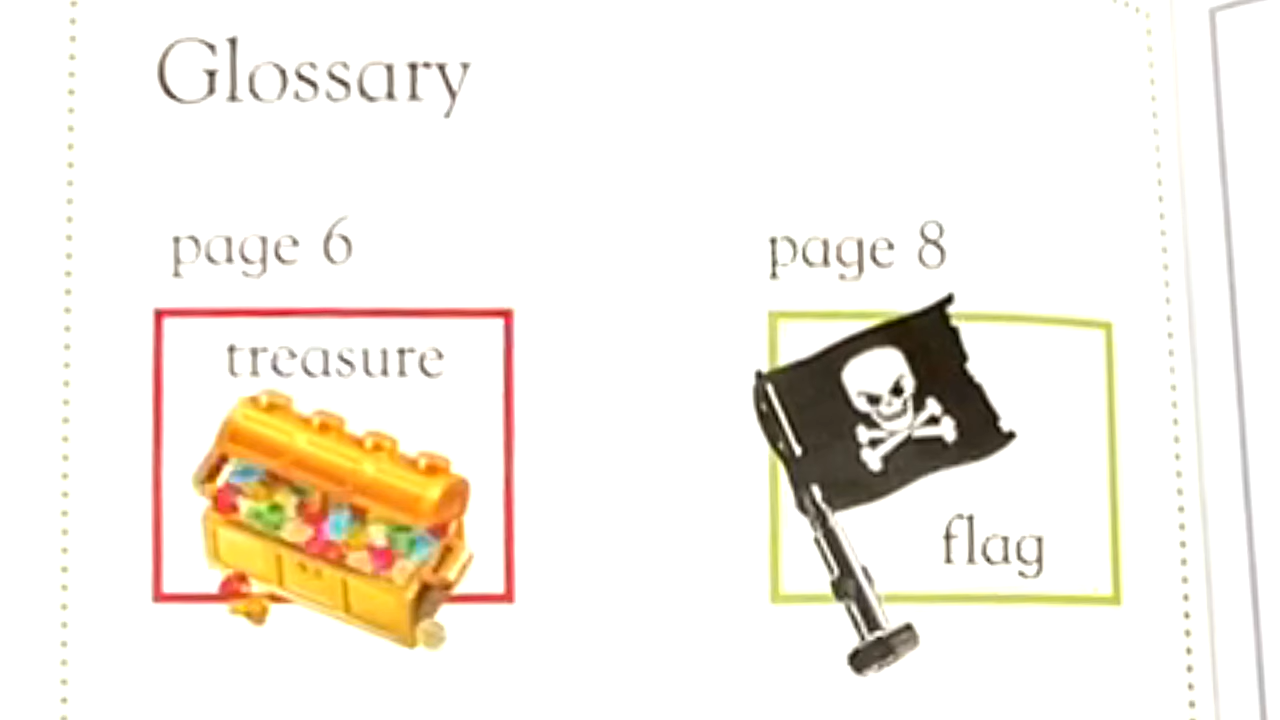 Glossary
page 6
page 8
treasure
flag